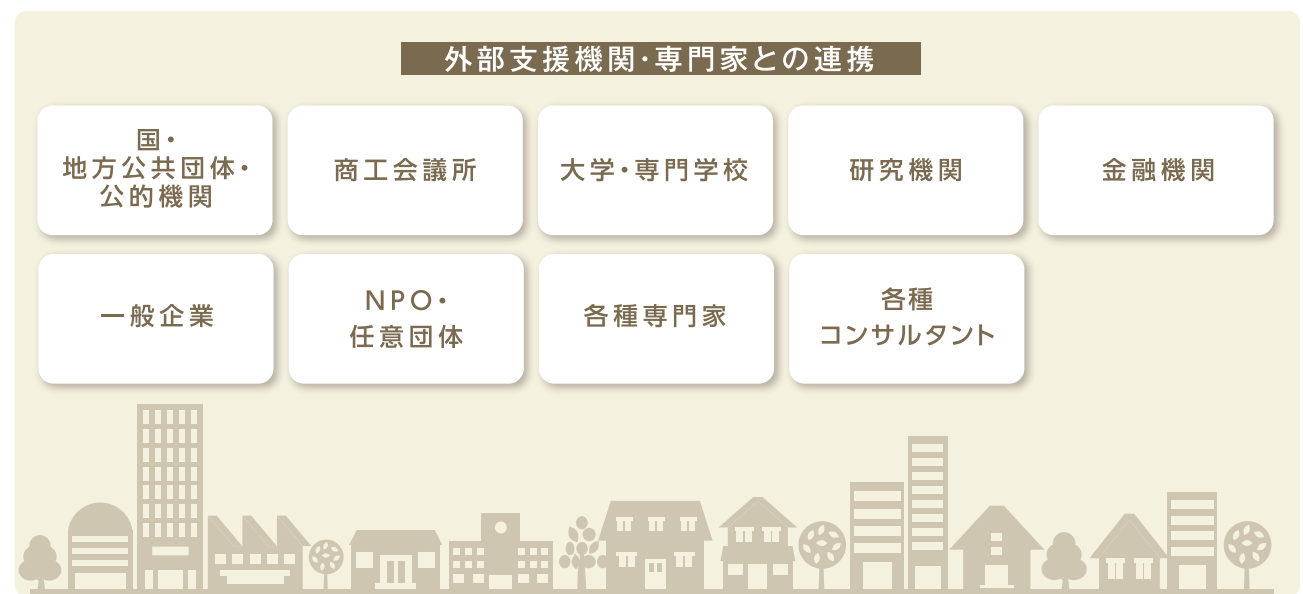 外部支援機関・専門家との連携
国・
地方公共団体・
公的機関
商工会議所
大学・専門学校
研究機関
金融機関
一般企業
NPO・
任意団体
各種専門家
各種
コンサルタント